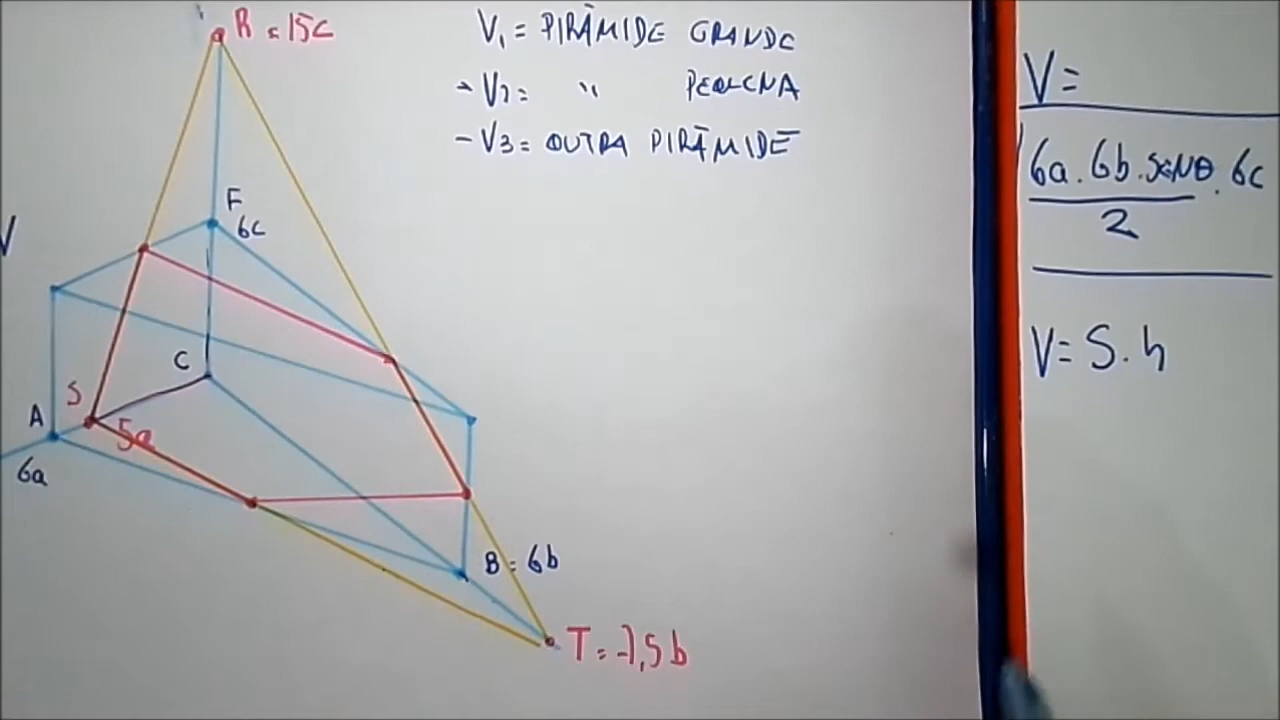 R = 15c
V₁ = PIRÂMIDE GRANDE
- V₂ = " PEQUENA
- V₃ = OUTRA PIRÂMIDE
F
6c
V
C
S
A
5a
6a
B = 6b
T = 7,5b
V =
6a . 6b . senθ . 6c
2
V = S . h